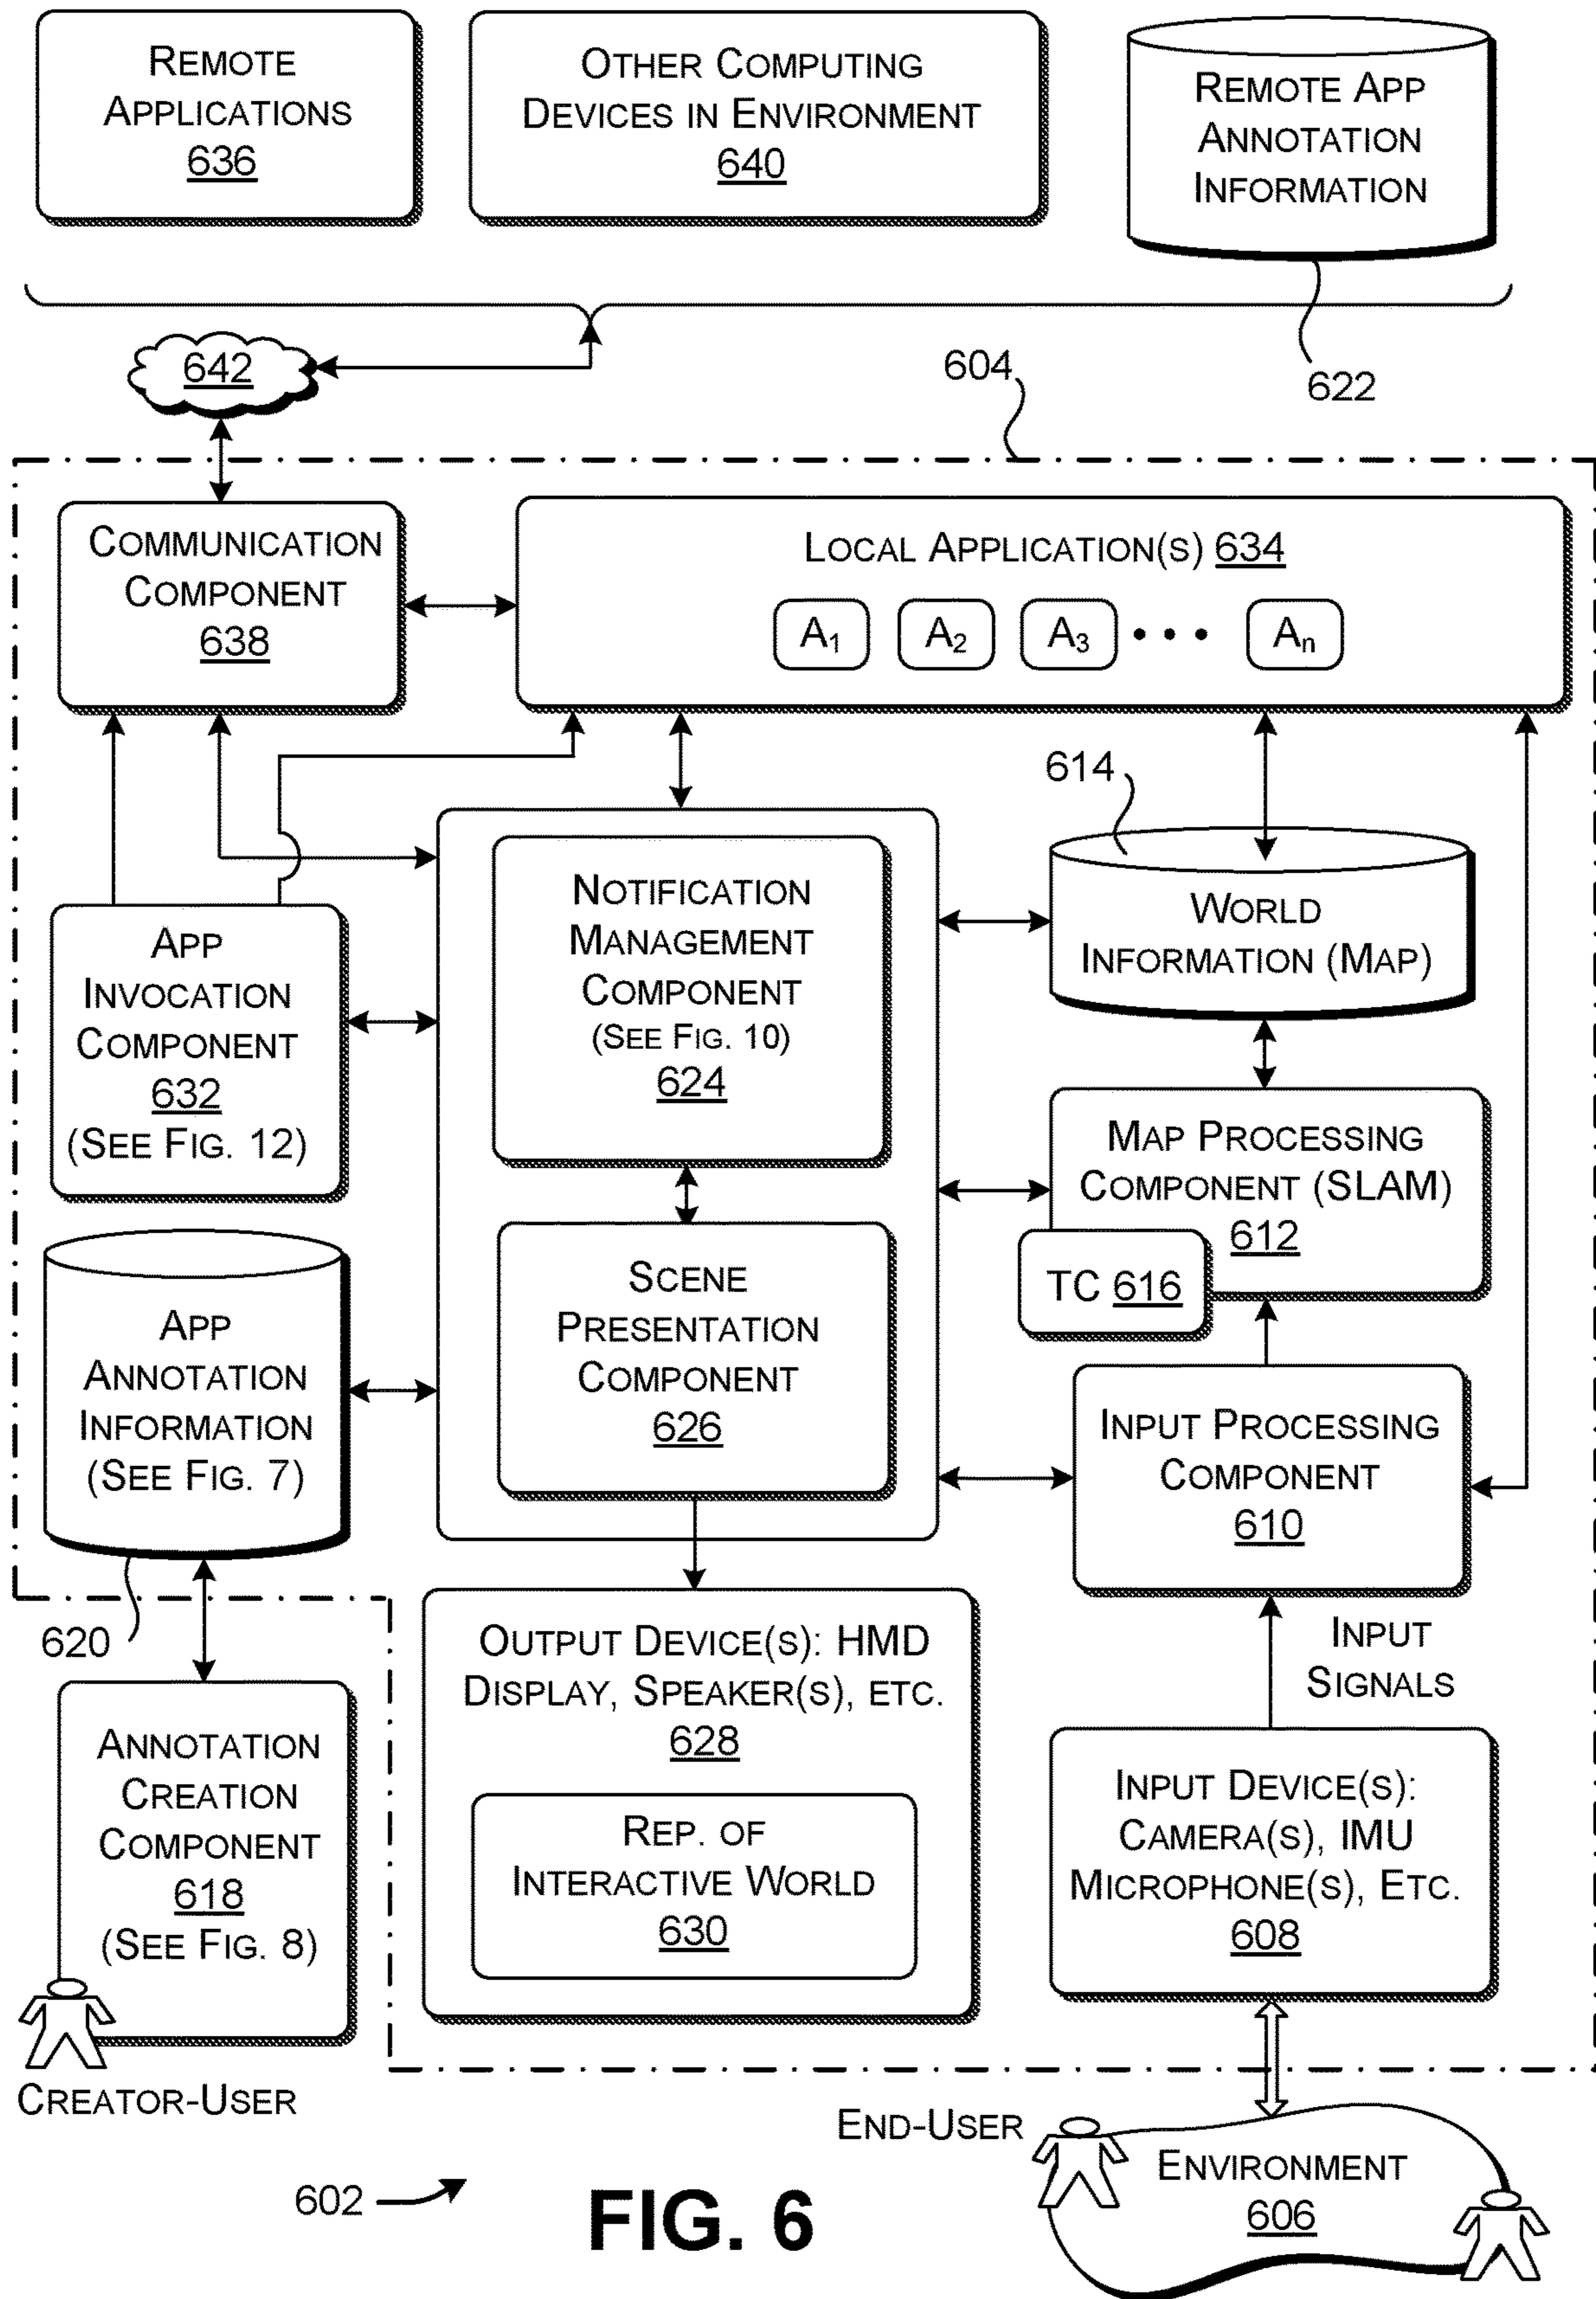 REMOTE
APPLICATIONS
636
OTHER COMPUTING
DEVICES IN ENVIRONMENT
640
REMOTE APP
ANNOTATION
INFORMATION
622
642
604
COMMUNICATION
COMPONENT
638
LOCAL APPLICATION(S) 634
A1 A2 A3 • • • An
614
WORLD
INFORMATION (MAP)
NOTIFICATION
MANAGEMENT
COMPONENT
(SEE FIG. 10)
624
APP
INVOCATION
COMPONENT
632
(SEE FIG. 12)
MAP PROCESSING
COMPONENT (SLAM)
612
TC 616
SCENE
PRESENTATION
COMPONENT
626
APP
ANNOTATION
INFORMATION
(SEE FIG. 7)
620
INPUT PROCESSING
COMPONENT
610
INPUT
SIGNALS
OUTPUT DEVICE(S): HMD
DISPLAY, SPEAKER(S), ETC.
628
REP. OF
INTERACTIVE WORLD
630
ANNOTATION
CREATION
COMPONENT
618
(SEE FIG. 8)
CREATOR-USER
INPUT DEVICE(S):
CAMERA(S), IMU
MICROPHONE(S), ETC.
608
END-USER
ENVIRONMENT
606
602
FIG. 6